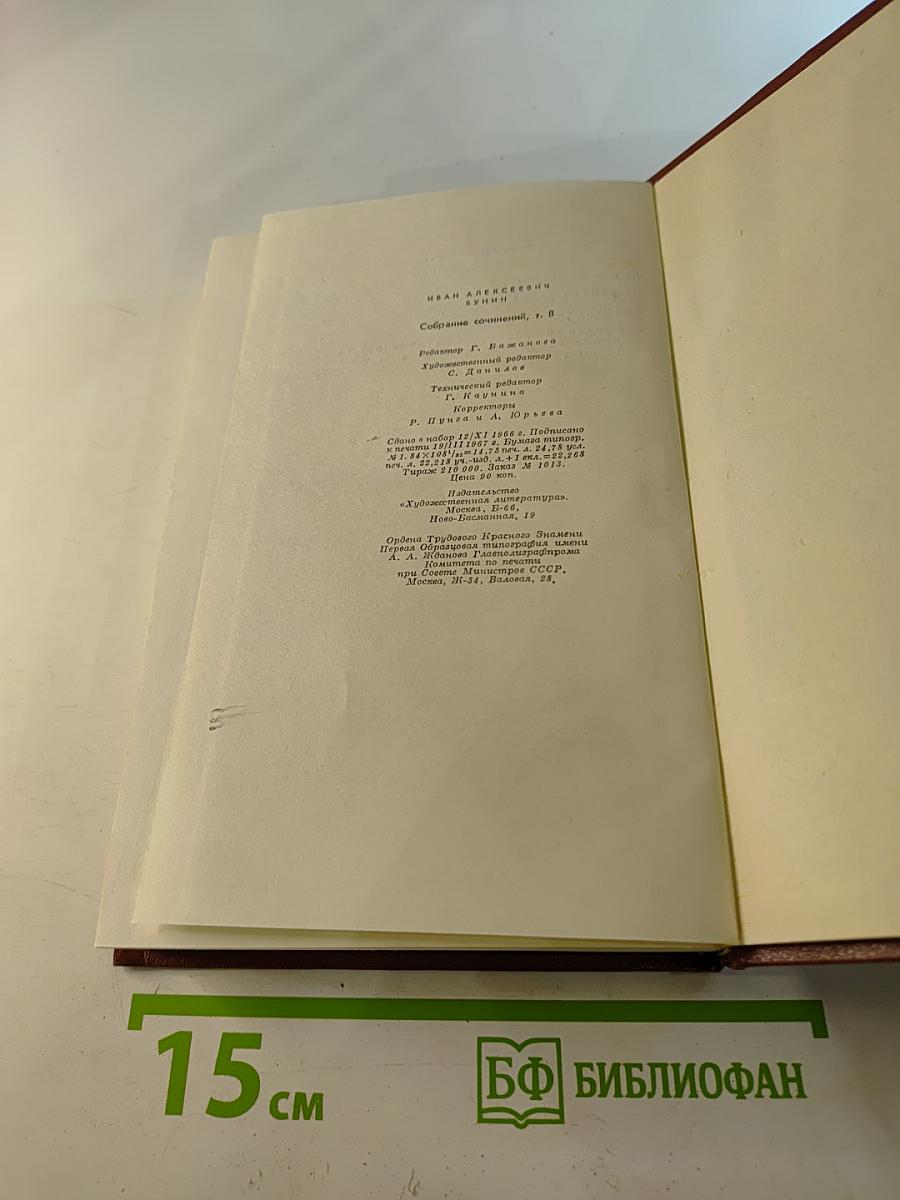 ИВАН АЛЕКСЕЕВИЧ
БУНИН
Собрание сочинений, т. 8
Редактор Г. Бажанова
Художественный редактор
С. Данилов
Технический редактор
Г. Каунина
Корректоры
Р. Пунга и А. Юрьева
Сдано в набор 12/XI 1966 г. Подписано
к печати 19/III 1967 г. Бумага типогр.
№ 1. 84×108¹/₃₂=14,75 печ. л. 24,78 усл.
печ. л. 22,218 уч.-изд. л.+1 вкл.=22,268
Тираж 210 000. Заказ № 1013.
Цена 90 коп.
Издательство
«Художественная литература».
Москва, Б-66,
Ново-Басманная, 19
Ордена Трудового Красного Знамени
Первая Образцовая типография имени
А. А. Жданова Главполиграфпрома
Комитета по печати
при Совете Министров СССР.
Москва, Ж-54, Валовая, 28.
15 см
БФ БИБЛИОФАН